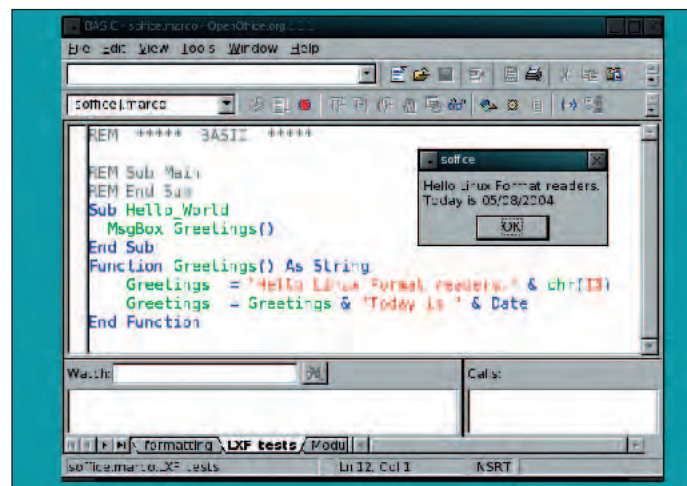 BASIC - soffice.marco - OpenOffice.org
File Edit View Tools Window Help
soffice].marco
REM ***** BASIC *****
REM Sub Main
REM End Sub
Sub Hello_World
MsgBox Greetings()
End Sub
Function Greetings() As String
Greetings = "Hello Linux Format readers." & chr(13)
Greetings = Greetings & "Today is " & Date
End Function
soffice
Hello Linux Format readers.
Today is 05/08/2004
OK
Watch:
Calls:
formatting LXF tests Modu
soffice.marco.LXF tests Ln 12, Col 1 INSRT